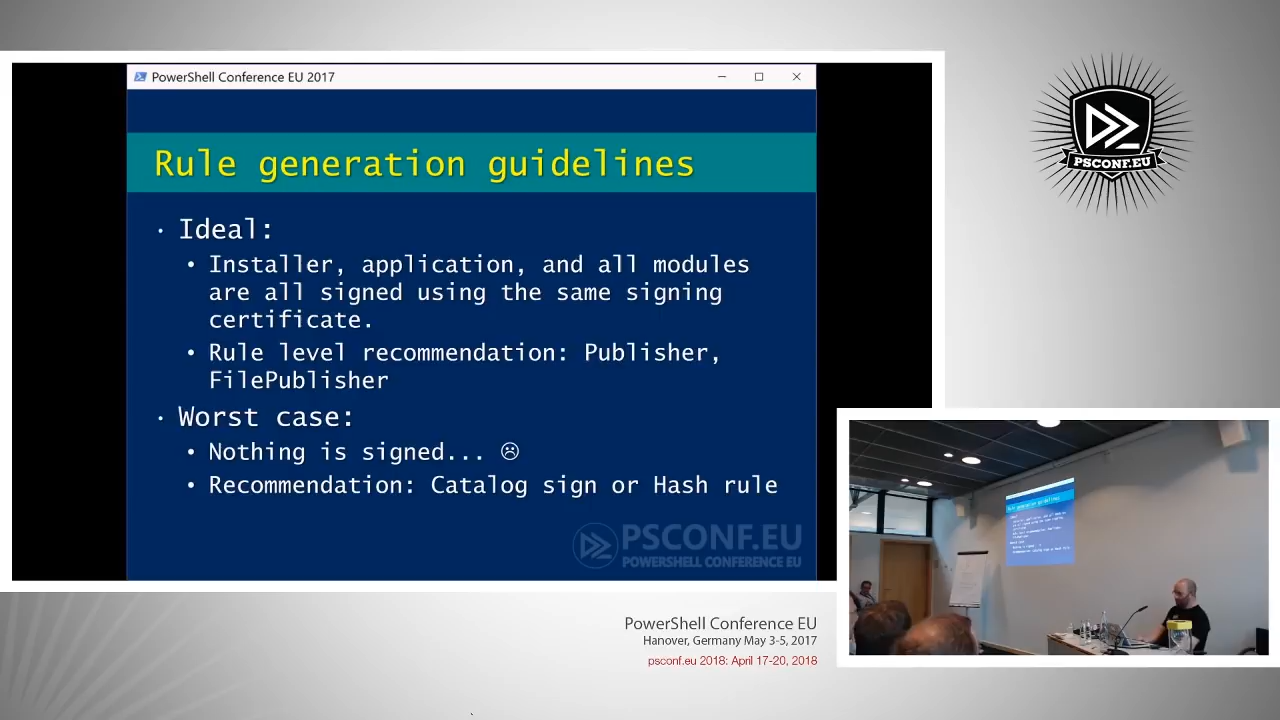 PowerShell Conference EU 2017
Rule generation guidelines
• Ideal:
• Installer, application, and all modules
are all signed using the same signing
certificate.
• Rule level recommendation: Publisher,
FilePublisher
• Worst case:
• Nothing is signed... ☹
• Recommendation: Catalog sign or Hash rule
PSCONF.EU
POWERSHELL CONFERENCE EU
PSCONF.EU
Rule generation guidelines
PowerShell Conference EU
Hanover, Germany May 3-5, 2017
psconf.eu 2018: April 17-20, 2018